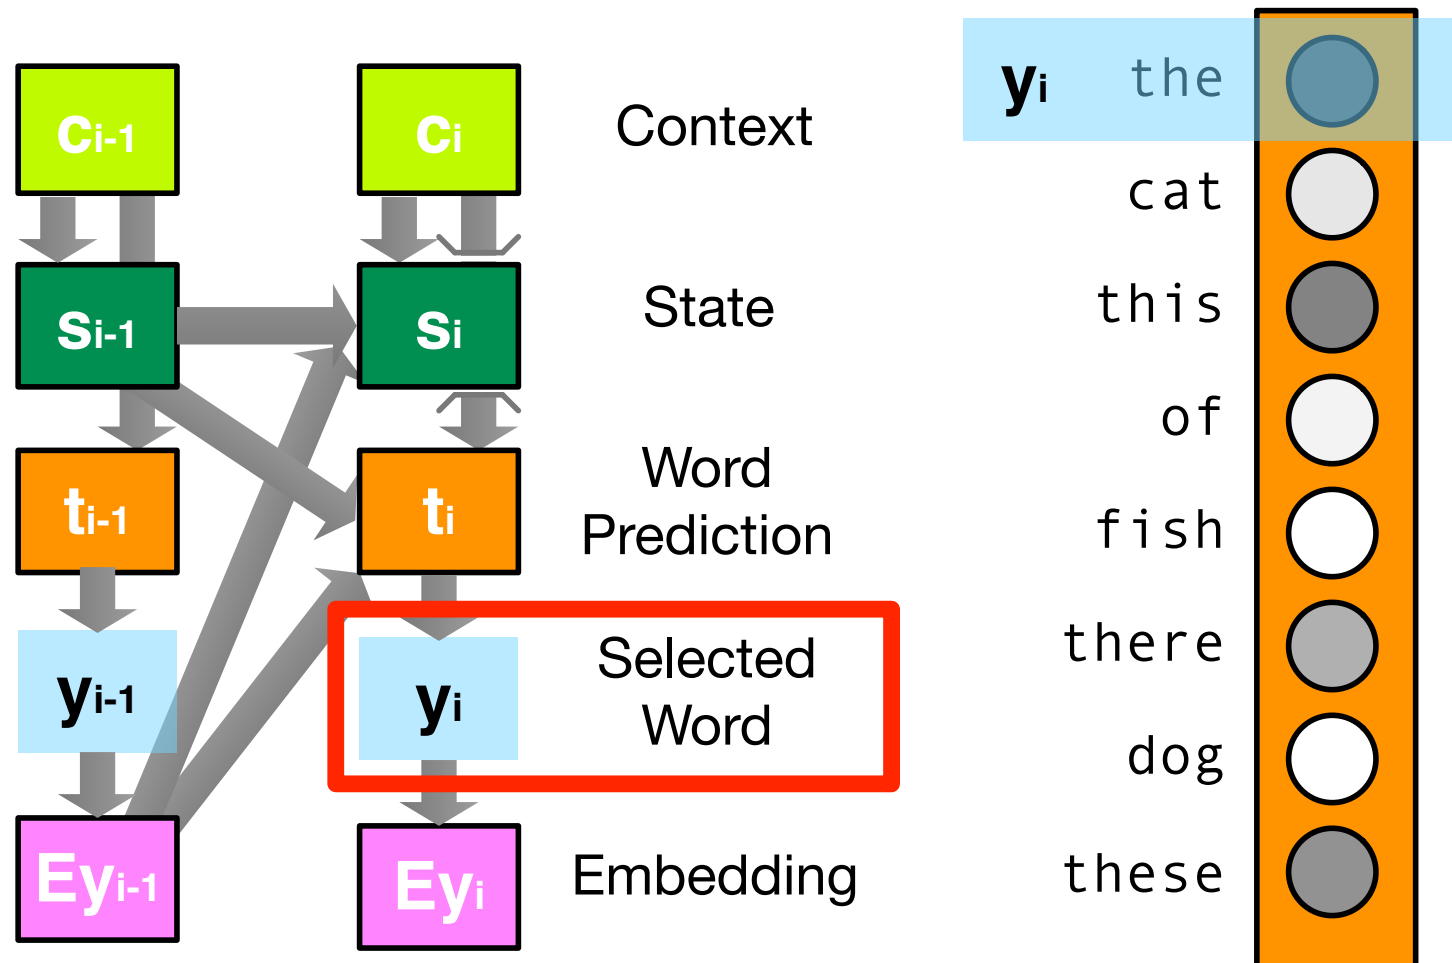 ci-1 ci Context
si-1 si State
ti-1 ti Word
Prediction
yi-1 yi Selected
Word
Eyi-1 Eyi Embedding
yi the
cat
this
of
fish
there
dog
these